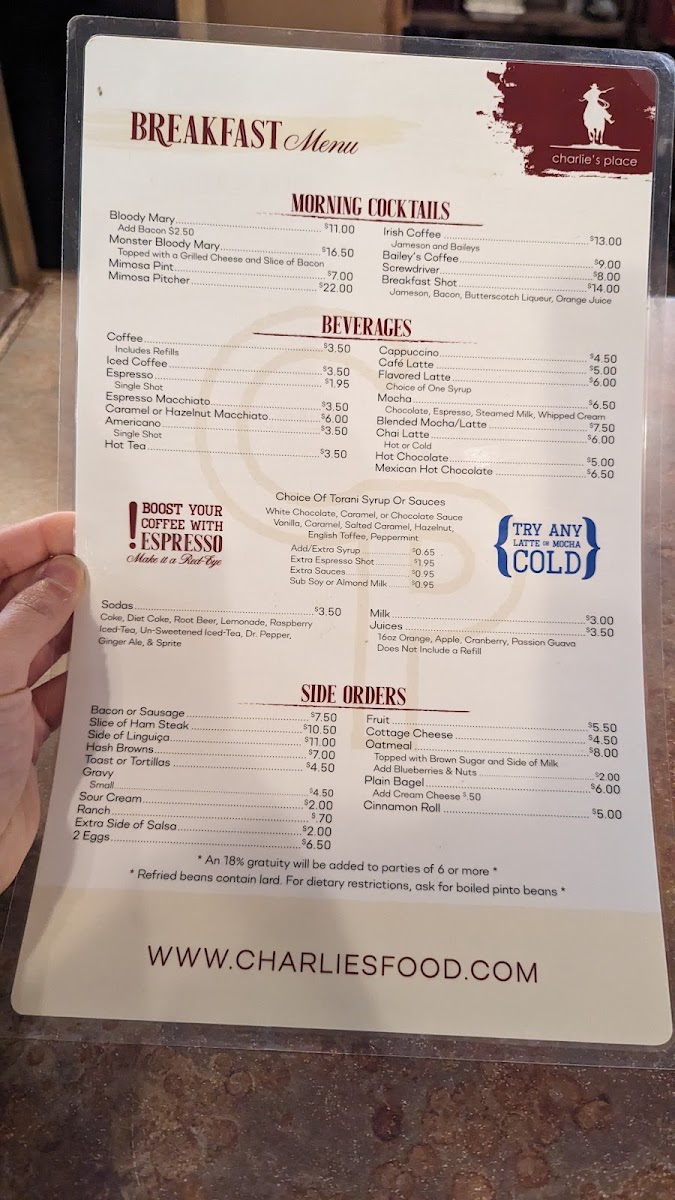 BREAKFAST Menu
charlie's place
MORNING COCKTAILS
Bloody Mary $11.00
Add Bacon $2.50
Monster Bloody Mary $16.50
Topped with a Grilled Cheese and Slice of Bacon
Mimosa Pint $7.00
Mimosa Pitcher $22.00
Irish Coffee $13.00
Jameson and Baileys
Bailey's Coffee $9.00
Screwdriver $8.00
Breakfast Shot $14.00
Jameson, Bacon, Butterscotch Liqueur, Orange Juice
BEVERAGES
Coffee $3.50
Includes Refills
Iced Coffee $3.50
Espresso $1.95
Single Shot
Espresso Macchiato $3.50
Caramel or Hazelnut Macchiato $6.00
Americano $3.50
Single Shot
Hot Tea $3.50
Cappuccino $4.50
Café Latte $5.00
Flavored Latte $6.00
Choice of One Syrup
Mocha $6.50
Chocolate, Espresso, Steamed Milk, Whipped Cream
Blended Mocha/Latte $7.50
Chai Latte $6.00
Hot or Cold
Hot Chocolate $5.00
Mexican Hot Chocolate $6.50
! BOOST YOUR
COFFEE WITH
ESPRESSO
Make it a Red-Eye
Choice Of Torani Syrup Or Sauces
White Chocolate, Caramel, or Chocolate Sauce
Vanilla, Caramel, Salted Caramel, Hazelnut,
English Toffee, Peppermint
Add/Extra Syrup $0.65
Extra Espresso Shot $1.95
Extra Sauces $0.95
Sub Soy or Almond Milk $0.95
{TRY ANY
LATTE OR MOCHA
COLD}
Sodas $3.50
Coke, Diet Coke, Root Beer, Lemonade, Raspberry
Iced-Tea, Un-Sweetened Iced-Tea, Dr. Pepper,
Ginger Ale, & Sprite
Milk $3.00
Juices $3.50
16oz Orange, Apple, Cranberry, Passion Guava
Does Not Include a Refill
SIDE ORDERS
Bacon or Sausage $7.50
Slice of Ham Steak $10.50
Side of Linguiça $11.00
Hash Browns $7.00
Toast or Tortillas $4.50
Gravy
Small $4.50
Sour Cream $2.00
Ranch $.70
Extra Side of Salsa $2.00
2 Eggs $6.50
Fruit $5.50
Cottage Cheese $4.50
Oatmeal $8.00
Topped with Brown Sugar and Side of Milk
Add Blueberries & Nuts $2.00
Plain Bagel $6.00
Add Cream Cheese $.50
Cinnamon Roll $5.00
* An 18% gratuity will be added to parties of 6 or more *
* Refried beans contain lard. For dietary restrictions, ask for boiled pinto beans *
WWW.CHARLIESFOOD.COM